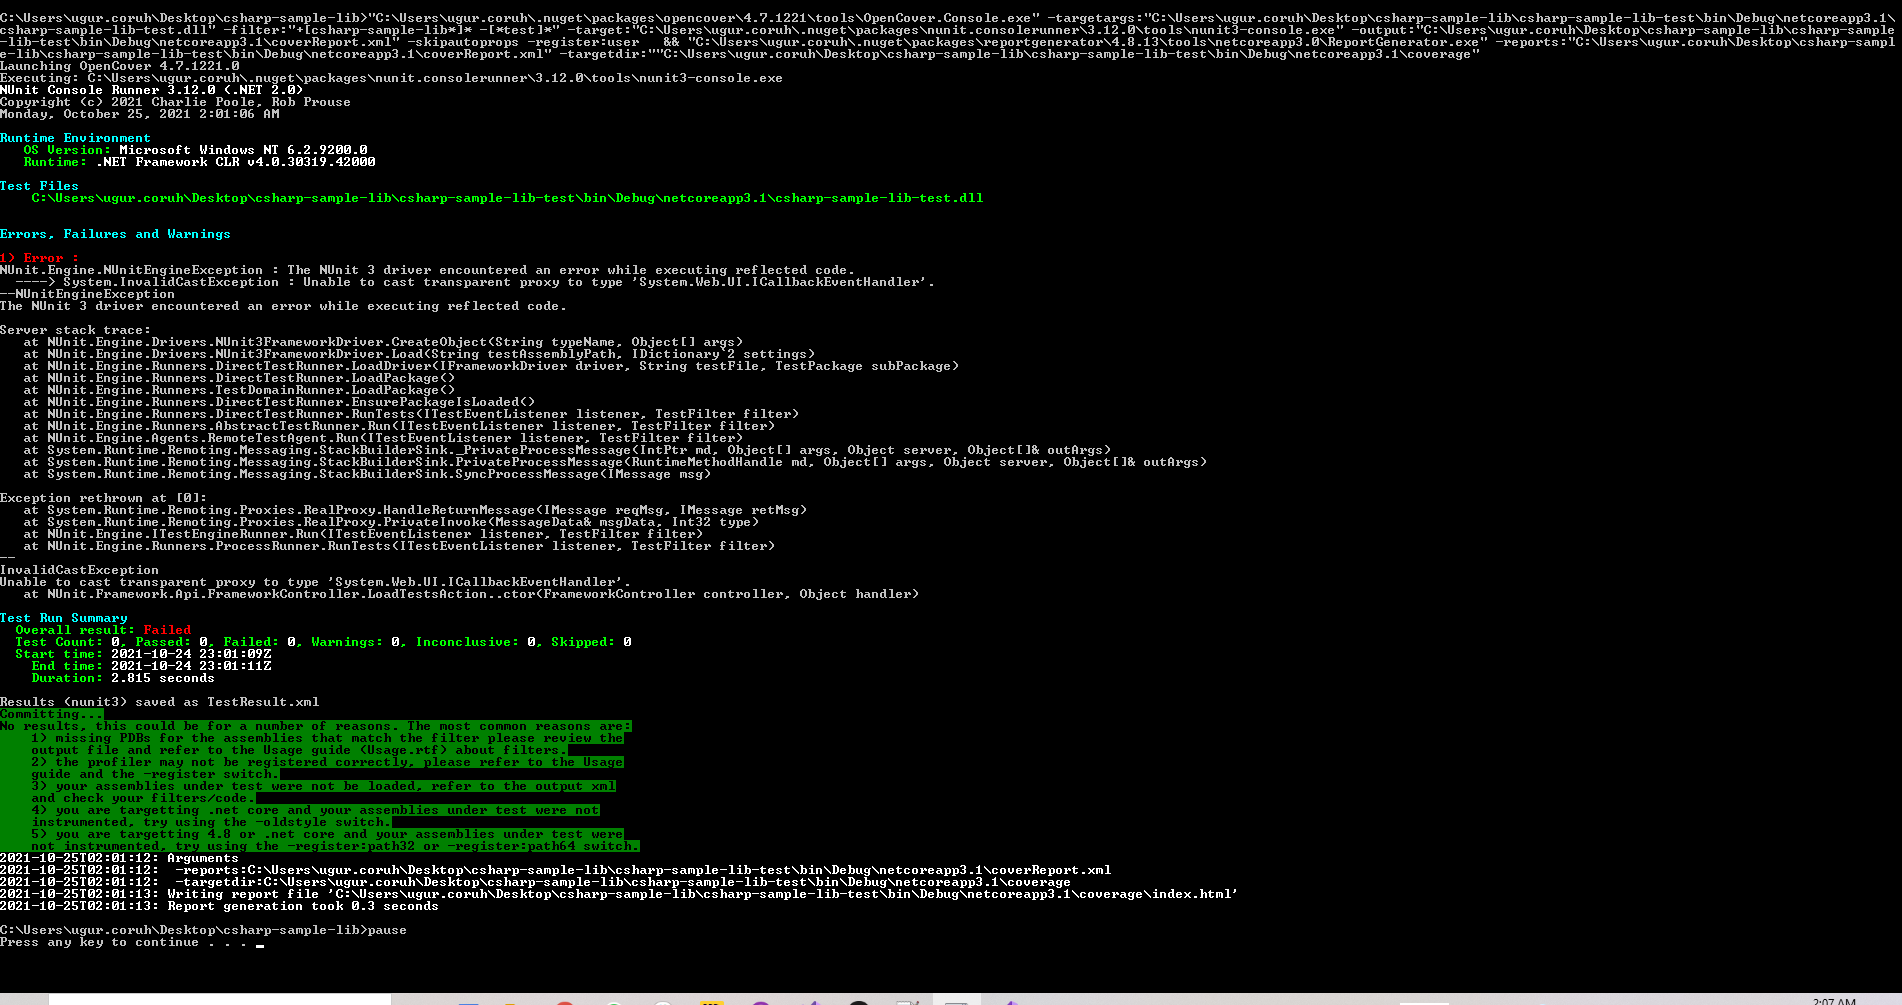 C:\Users\ugur.coruh\Desktop\csharp-sample-lib>"C:\Users\ugur.coruh\.nuget\packages\opencover\4.7.1221\tools\OpenCover.Console.exe" -targetargs:"C:\Users\ugur.coruh\Desktop\csharp-sample-lib\csharp-sample-lib-test\bin\Debug\netcoreapp3.1\
csharp-sample-lib-test.dll" -filter:"+[csharp-sample-lib*]* -[*test]*" -target:"C:\Users\ugur.coruh\.nuget\packages\nunit.consolerunner\3.12.0\tools\nunit3-console.exe" -output:"C:\Users\ugur.coruh\Desktop\csharp-sample-lib\csharp-sample
-lib-test\bin\Debug\netcoreapp3.1\coverReport.xml" -skipautoprops -register:user   && "C:\Users\ugur.coruh\.nuget\packages\reportgenerator\4.8.13\tools\netcoreapp3.0\ReportGenerator.exe" -reports:"C:\Users\ugur.coruh\Desktop\csharp-sampl
e-lib\csharp-sample-lib-test\bin\Debug\netcoreapp3.1\coverReport.xml" -targetdir:""C:\Users\ugur.coruh\Desktop\csharp-sample-lib\csharp-sample-lib-test\bin\Debug\netcoreapp3.1\coverage"
Launching OpenCover 4.7.1221.0
Executing: C:\Users\ugur.coruh\.nuget\packages\nunit.consolerunner\3.12.0\tools\nunit3-console.exe
NUnit Console Runner 3.12.0 (.NET 2.0)
Copyright (c) 2021 Charlie Poole, Rob Prouse
Monday, October 25, 2021 2:01:06 AM
Runtime Environment
OS Version: Microsoft Windows NT 6.2.9200.0
Runtime: .NET Framework CLR v4.0.30319.42000
Test Files
C:\Users\ugur.coruh\Desktop\csharp-sample-lib\csharp-sample-lib-test\bin\Debug\netcoreapp3.1\csharp-sample-lib-test.dll
Errors, Failures and Warnings
1) Error :
NUnit.Engine.NUnitEngineException : The NUnit 3 driver encountered an error while executing reflected code.
----> System.InvalidCastException : Unable to cast transparent proxy to type 'System.Web.UI.ICallbackEventHandler'.
--NUnitEngineException
The NUnit 3 driver encountered an error while executing reflected code.
Server stack trace:
at NUnit.Engine.Drivers.NUnit3FrameworkDriver.CreateObject(String typeName, Object[] args)
at NUnit.Engine.Drivers.NUnit3FrameworkDriver.Load(String testAssemblyPath, IDictionary`2 settings)
at NUnit.Engine.Runners.DirectTestRunner.LoadDriver(IFrameworkDriver driver, String testFile, TestPackage subPackage)
at NUnit.Engine.Runners.DirectTestRunner.LoadPackage()
at NUnit.Engine.Runners.TestDomainRunner.LoadPackage()
at NUnit.Engine.Runners.DirectTestRunner.EnsurePackageIsLoaded()
at NUnit.Engine.Runners.DirectTestRunner.RunTests(ITestEventListener listener, TestFilter filter)
at NUnit.Engine.Runners.AbstractTestRunner.Run(ITestEventListener listener, TestFilter filter)
at NUnit.Engine.Agents.RemoteTestAgent.Run(ITestEventListener listener, TestFilter filter)
at System.Runtime.Remoting.Messaging.StackBuilderSink._PrivateProcessMessage(IntPtr md, Object[] args, Object server, Object[]& outArgs)
at System.Runtime.Remoting.Messaging.StackBuilderSink.PrivateProcessMessage(RuntimeMethodHandle md, Object[] args, Object server, Object[]& outArgs)
at System.Runtime.Remoting.Messaging.StackBuilderSink.SyncProcessMessage(IMessage msg)
Exception rethrown at [0]:
at System.Runtime.Remoting.Proxies.RealProxy.HandleReturnMessage(IMessage reqMsg, IMessage retMsg)
at System.Runtime.Remoting.Proxies.RealProxy.PrivateInvoke(MessageData& msgData, Int32 type)
at NUnit.Engine.ITestEngineRunner.Run(ITestEventListener listener, TestFilter filter)
at NUnit.Engine.Runners.ProcessRunner.RunTests(ITestEventListener listener, TestFilter filter)
--
InvalidCastException
Unable to cast transparent proxy to type 'System.Web.UI.ICallbackEventHandler'.
at NUnit.Framework.Api.FrameworkController.LoadTestsAction..ctor(FrameworkController controller, Object handler)
Test Run Summary
Overall result: Failed
Test Count: 0, Passed: 0, Failed: 0, Warnings: 0, Inconclusive: 0, Skipped: 0
Start time: 2021-10-24 23:01:09Z
End time: 2021-10-24 23:01:11Z
Duration: 2.815 seconds
Results (nunit3) saved as TestResult.xml
Committing...
No results, this could be for a number of reasons. The most common reasons are:
1) missing PDBs for the assemblies that match the filter please review the
output file and refer to the Usage guide (Usage.rtf) about filters.
2) the profiler may not be registered correctly, please refer to the Usage
guide and the -register switch.
3) your assemblies under test were not be loaded, refer to the output xml
and check your filters/code.
4) you are targetting .net core and your assemblies under test were not
instrumented, try using the -oldstyle switch.
5) you are targetting 4.8 or .net core and your assemblies under test were
not instrumented, try using the -register:path32 or -register:path64 switch.
2021-10-25T02:01:12: Arguments
2021-10-25T02:01:12:  -reports:C:\Users\ugur.coruh\Desktop\csharp-sample-lib\csharp-sample-lib-test\bin\Debug\netcoreapp3.1\coverReport.xml
2021-10-25T02:01:12:  -targetdir:C:\Users\ugur.coruh\Desktop\csharp-sample-lib\csharp-sample-lib-test\bin\Debug\netcoreapp3.1\coverage
2021-10-25T02:01:13: Writing report file 'C:\Users\ugur.coruh\Desktop\csharp-sample-lib\csharp-sample-lib-test\bin\Debug\netcoreapp3.1\coverage\index.html'
2021-10-25T02:01:13: Report generation took 0.3 seconds
C:\Users\ugur.coruh\Desktop\csharp-sample-lib>pause
Press any key to continue . . .
2:07 AM